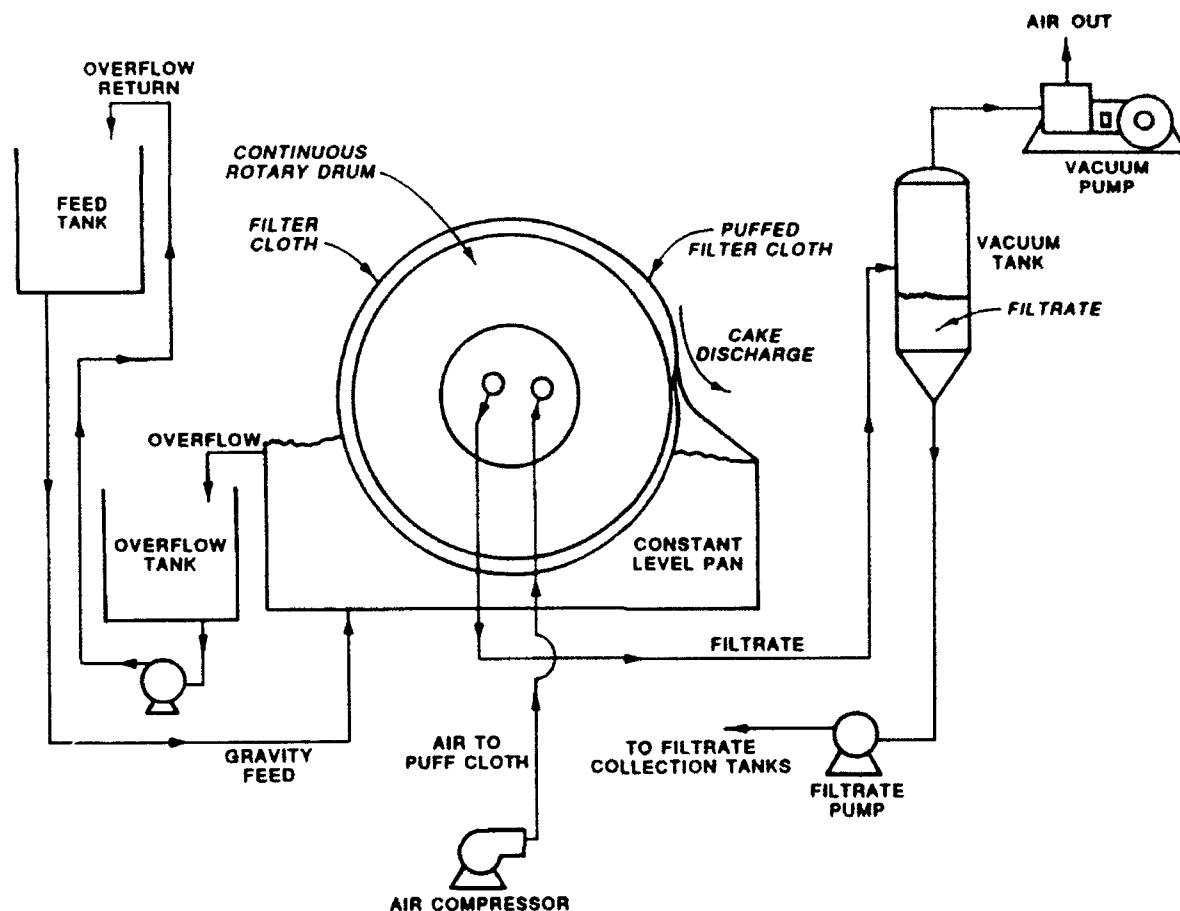 AIR OUT
OVERFLOW
RETURN
CONTINUOUS
ROTARY DRUM
VACUUM
PUMP
FEED
TANK
FILTER
CLOTH
PUFFED
FILTER CLOTH
VACUUM
TANK
FILTRATE
CAKE
DISCHARGE
OVERFLOW
OVERFLOW
TANK
CONSTANT
LEVEL PAN
FILTRATE
GRAVITY
FEED
AIR TO
PUFF CLOTH
TO FILTRATE
COLLECTION TANKS
FILTRATE
PUMP
AIR COMPRESSOR